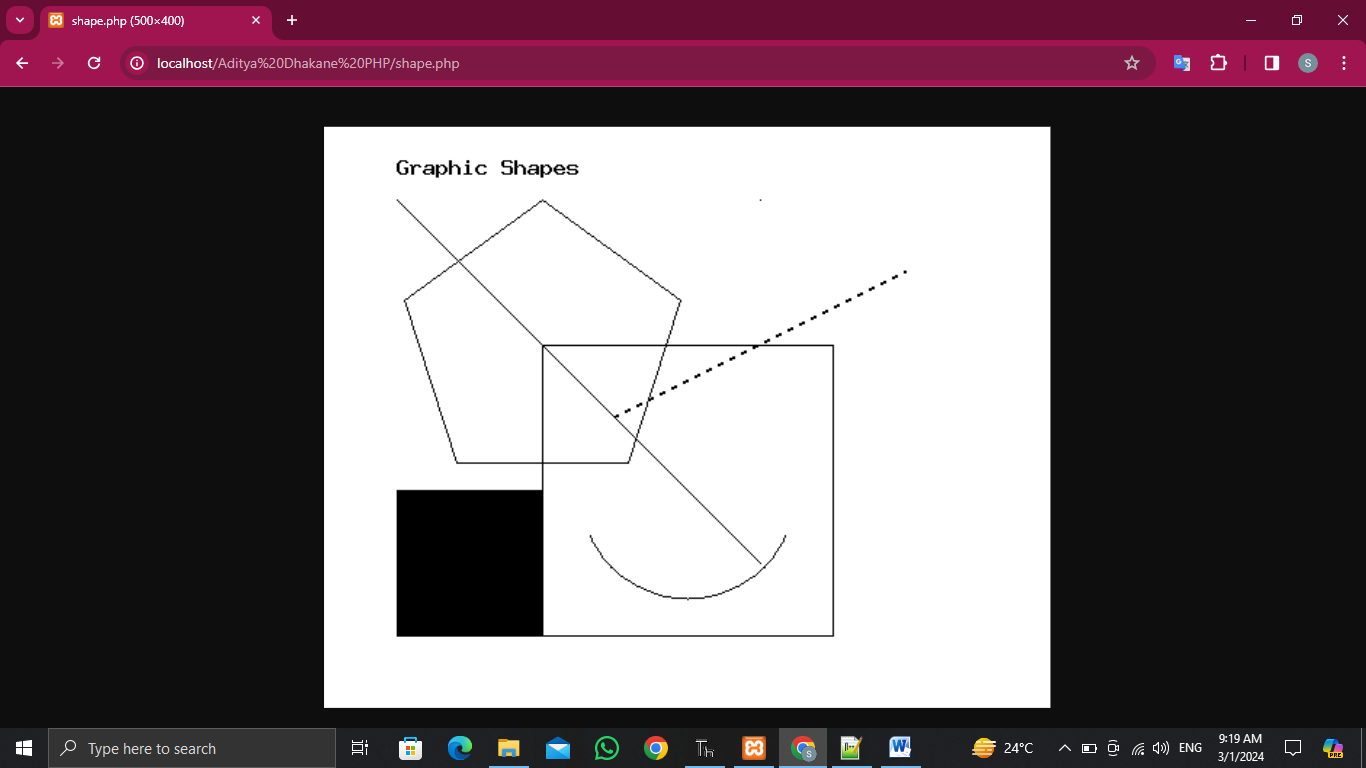 shape.php (500×400)
localhost/Aditya%20Dhakane%20PHP/shape.php
S
Graphic Shapes
Type here to search
24°C
ENG
9:19 AM
3/1/2024
PRE